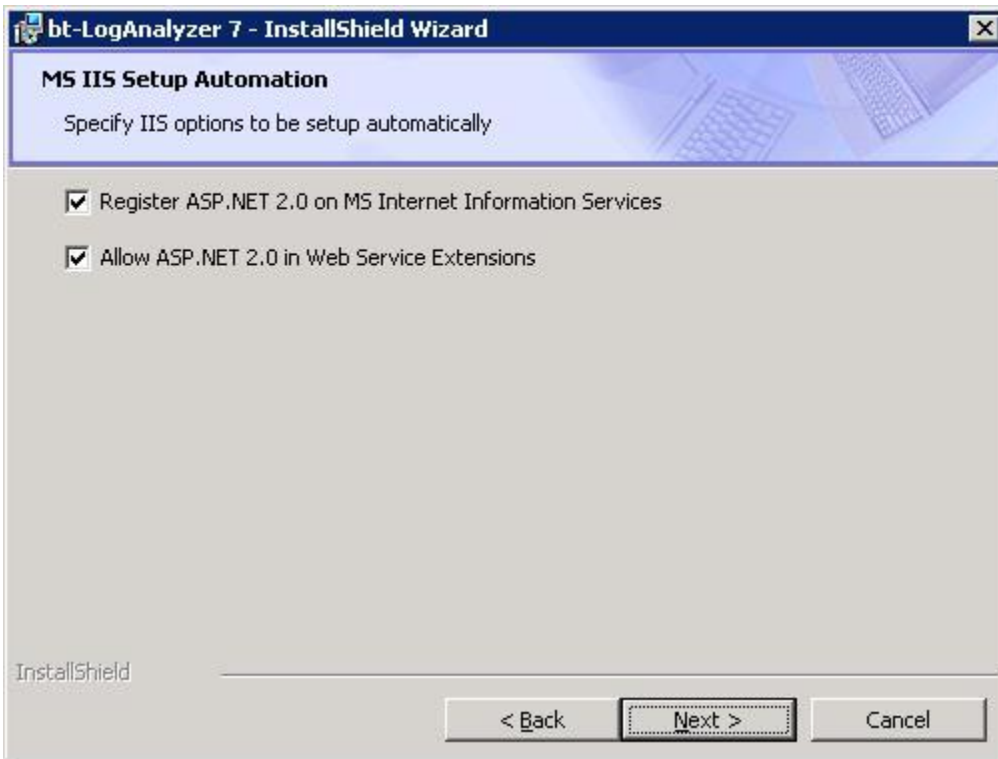 bt-LogAnalyzer 7 - InstallShield Wizard
MS IIS Setup Automation
Specify IIS options to be setup automatically
Register ASP.NET 2.0 on MS Internet Information Services
Allow ASP.NET 2.0 in Web Service Extensions
InstallShield
< Back
Next >
Cancel